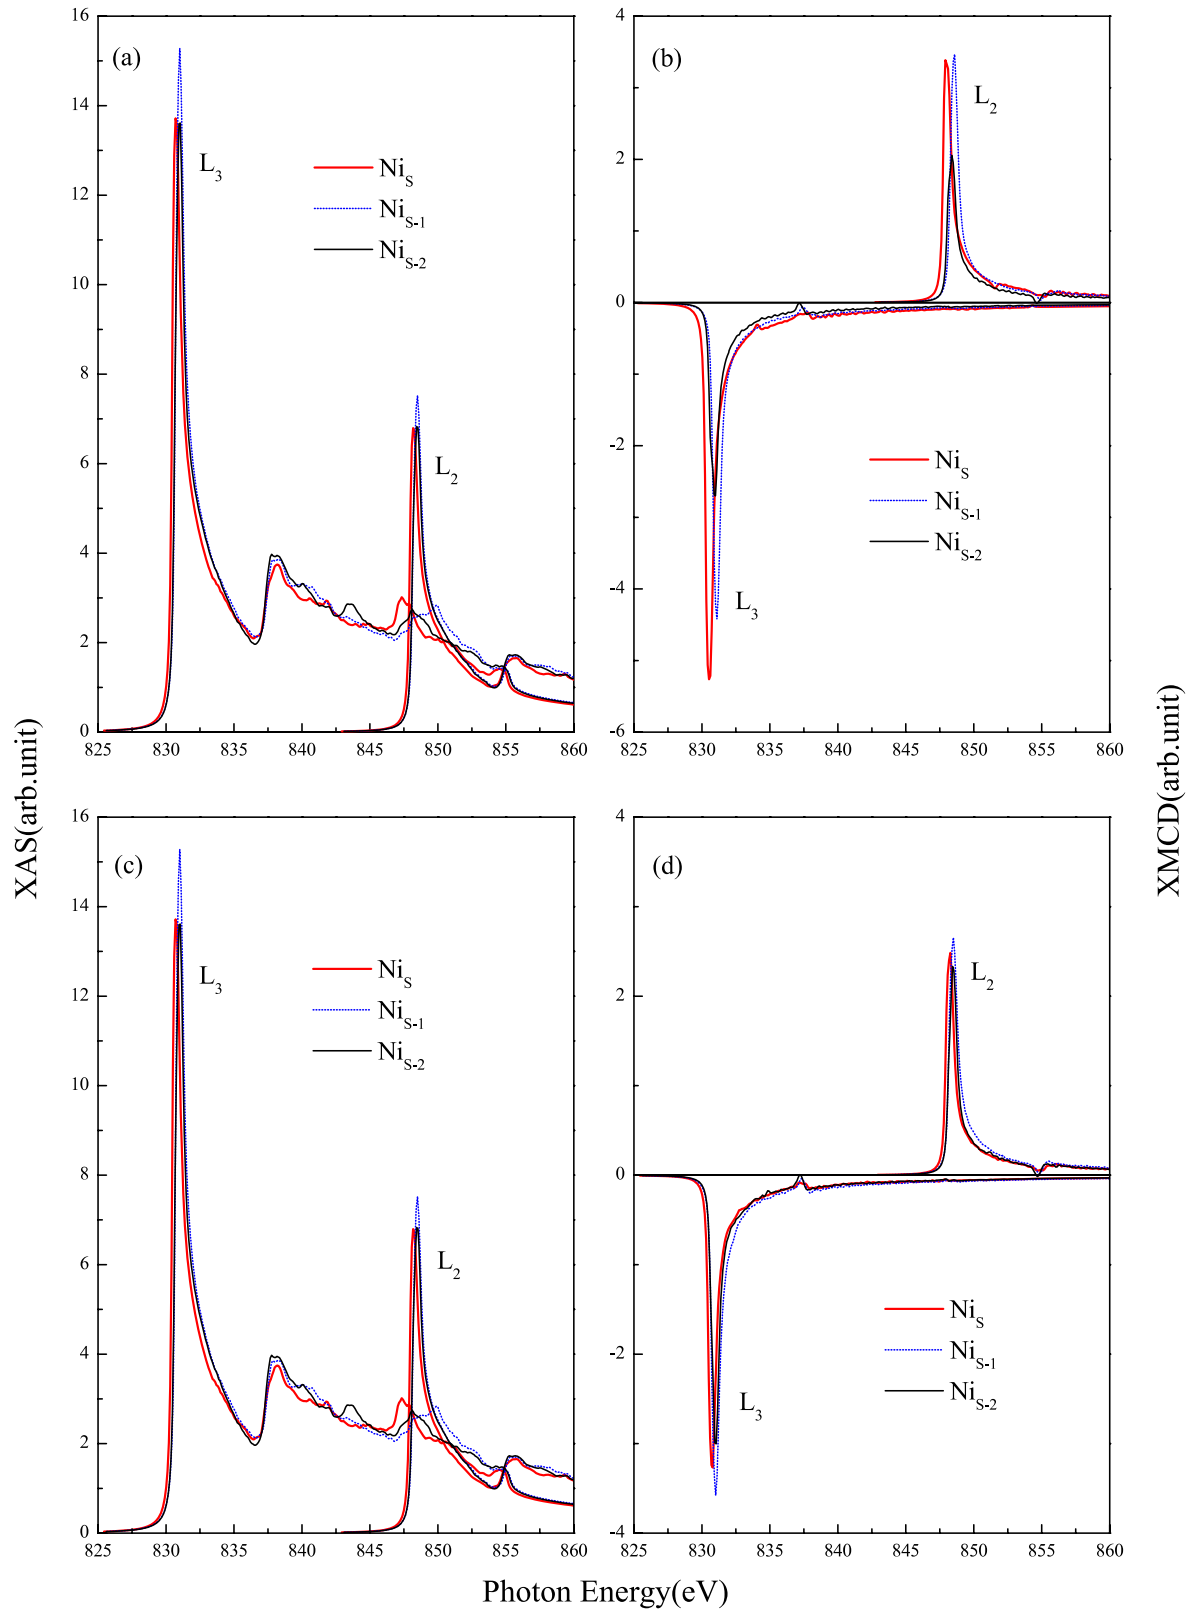 XAS(arb.unit)
XMCD(arb.unit)
(a)
16
14
12
10
8
6
4
2
0
L3
L2
NiS
NiS-1
NiS-2
825 830 835 840 845 850 855 860
(b)
4
2
0
-2
-4
-6
L2
L3
NiS
NiS-1
NiS-2
825 830 835 840 845 850 855 860
(c)
16
14
12
10
8
6
4
2
0
L3
L2
NiS
NiS-1
NiS-2
825 830 835 840 845 850 855 860
(d)
4
2
0
-2
-4
L2
L3
NiS
NiS-1
NiS-2
825 830 835 840 845 850 855 860
Photon Energy(eV)